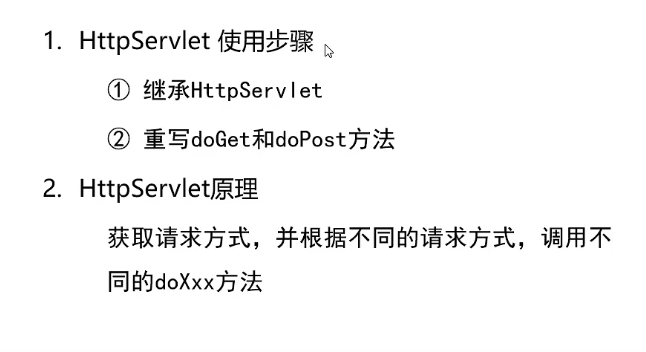 1. HttpServlet 使用步骤
① 继承HttpServlet
② 重写doGet和doPost方法
2. HttpServlet原理
获取请求方式，并根据不同的请求方式，调用不
同的doXxx方法